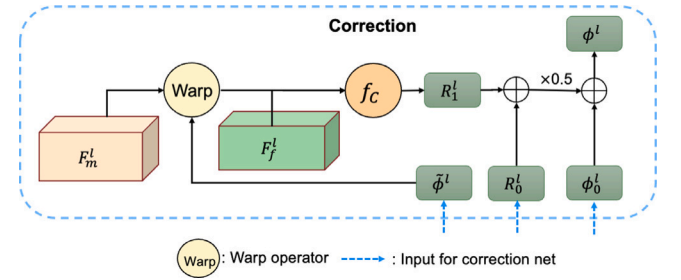 Correction
ϕ^l
Warp
f_C
R_1^l
×0.5
F_m^l
F_f^l
ϕ̃^l
R_0^l
ϕ_0^l
Warp : Warp operator
: Input for correction net